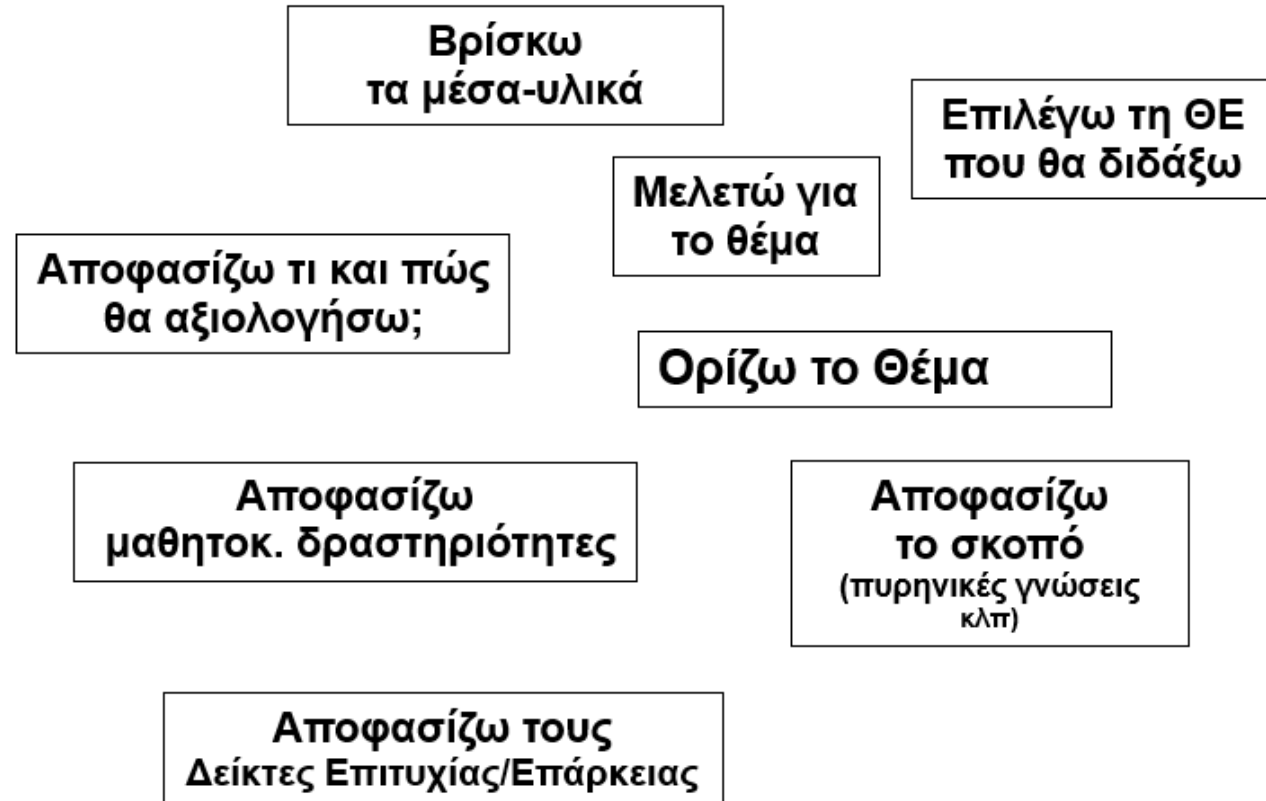 Βρίσκω
τα μέσα-υλικά
Επιλέγω τη ΘΕ
που θα διδάξω
Μελετώ για
το θέμα
Αποφασίζω τι και πώς
θα αξιολογήσω;
Ορίζω το Θέμα
Αποφασίζω
μαθητοκ. δραστηριότητες
Αποφασίζω
το σκοπό
(πυρηνικές γνώσεις
κλπ)
Αποφασίζω τους
Δείκτες Επιτυχίας/Επάρκειας